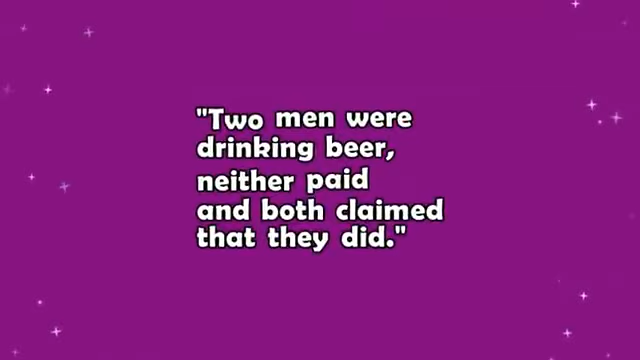 "Two men were
drinking beer,
neither paid
and both claimed
that they did."